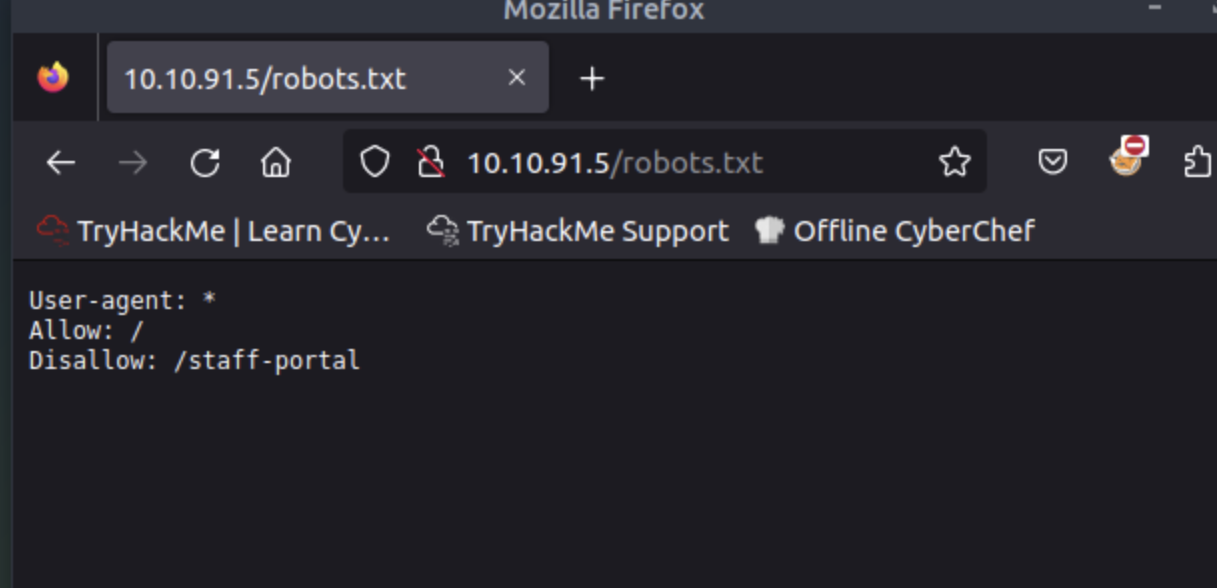 Mozilla Firefox
10.10.91.5/robots.txt
10.10.91.5/robots.txt
TryHackMe | Learn Cy... TryHackMe Support Offline CyberChef
User-agent: *
Allow: /
Disallow: /staff-portal